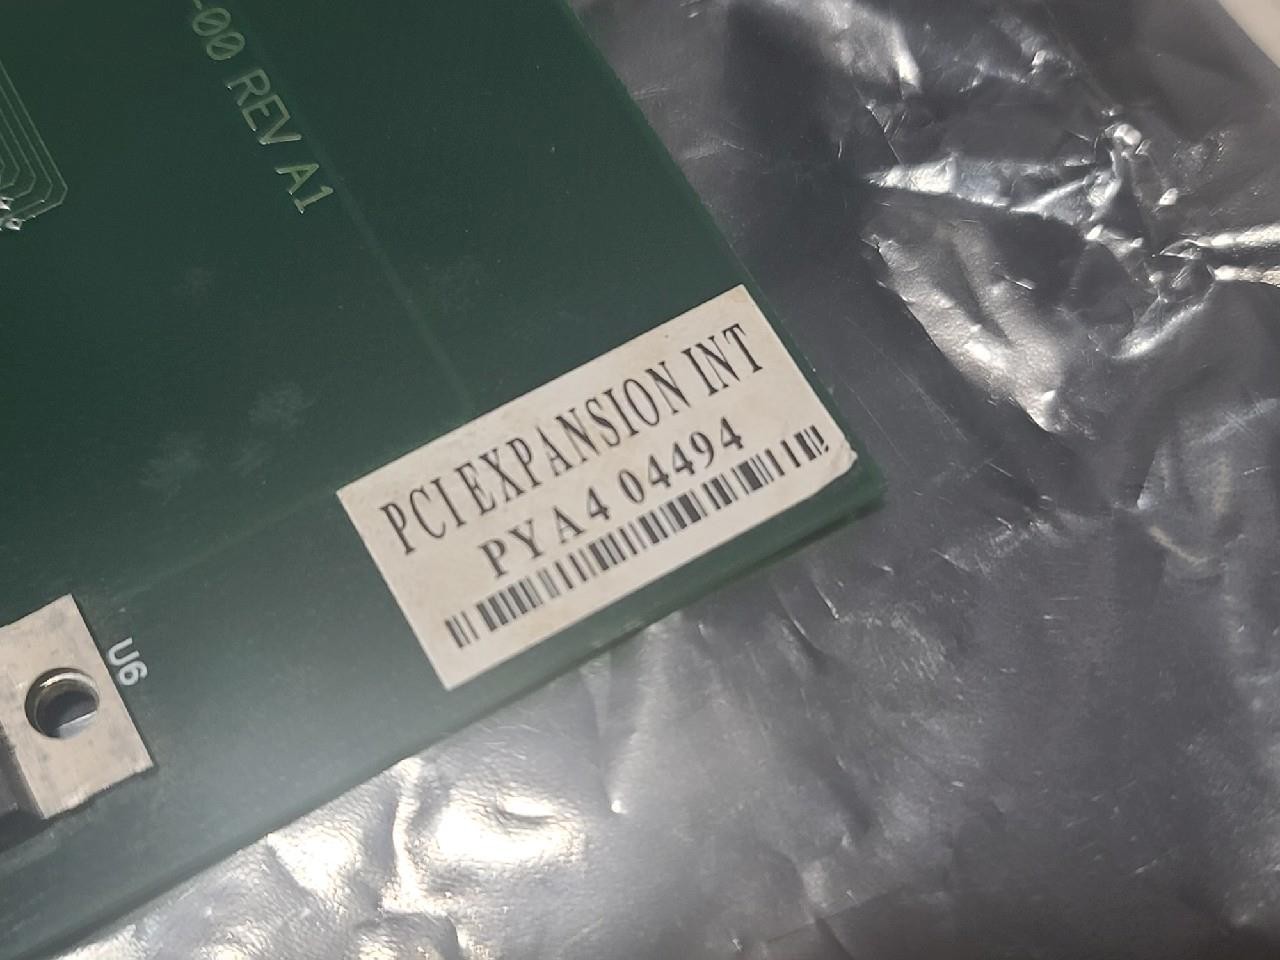 -00 REV A1
PCI EXPANSION INT
PYA4 04494
U6